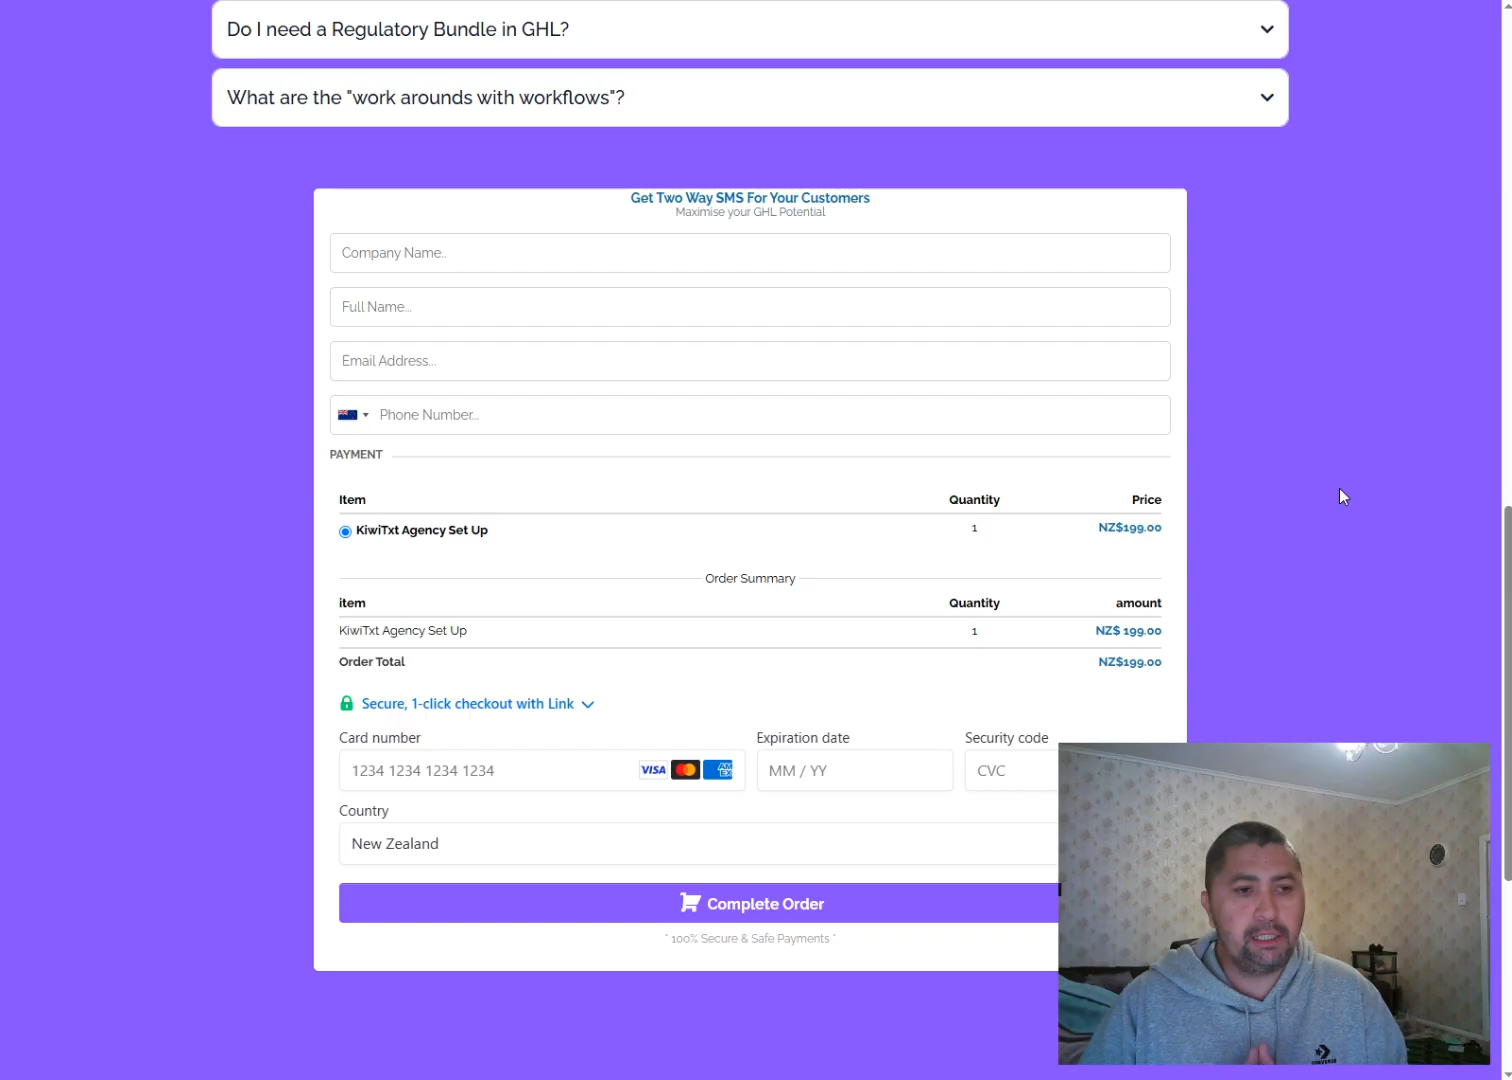 Do I need a Regulatory Bundle in GHL?
What are the "work arounds with workflows"?
Get Two Way SMS For Your Customers
Maximise your GHL Potential
Company Name..
Full Name...
Email Address...
Phone Number...
PAYMENT
Item Quantity Price
KiwiTxt Agency Set Up 1 NZ$199.00
Order Summary
item Quantity amount
KiwiTxt Agency Set Up 1 NZ$ 199.00
Order Total NZ$199.00
Secure, 1-click checkout with Link
Card number Expiration date Security code
1234 1234 1234 1234 VISA AMEX MM / YY CVC
Country
New Zealand
Complete Order
* 100% Secure & Safe Payments *
CONVERSE